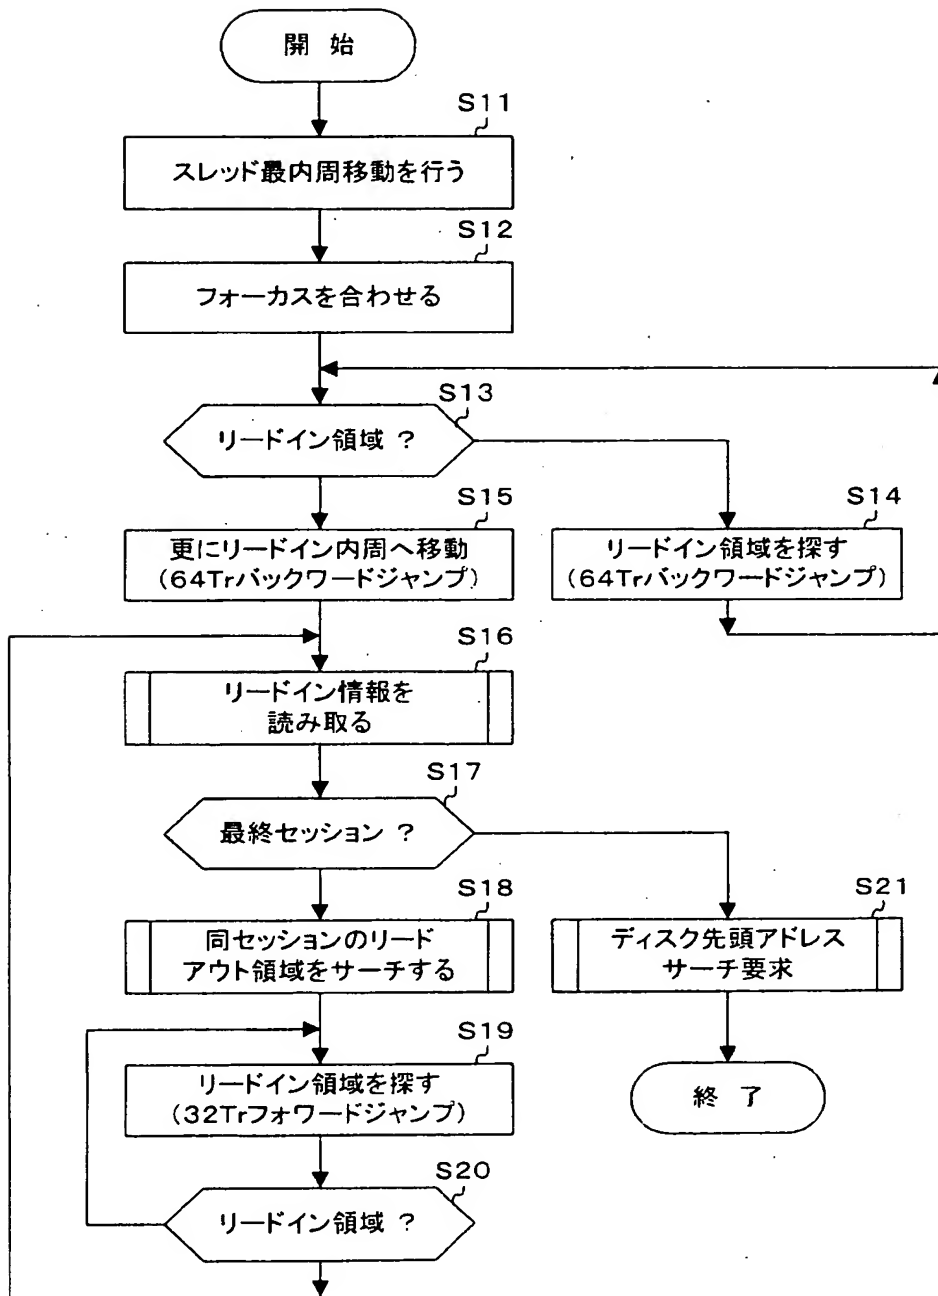 開 始
S11
スレッド最内周移動を行う
S12
フォーカスを合わせる
S13
リードイン領域 ?
S15
更にリードイン内周へ移動
(64Trバックワードジャンプ)
S14
リードイン領域を探す
(64Trバックワードジャンプ)
S16
リードイン情報を
読み取る
S17
最終セッション ?
S18
同セッションのリード
アウト領域をサーチする
S21
ディスク先頭アドレス
サーチ要求
S19
リードイン領域を探す
(32Trフォワードジャンプ)
終 了
S20
リードイン領域 ?